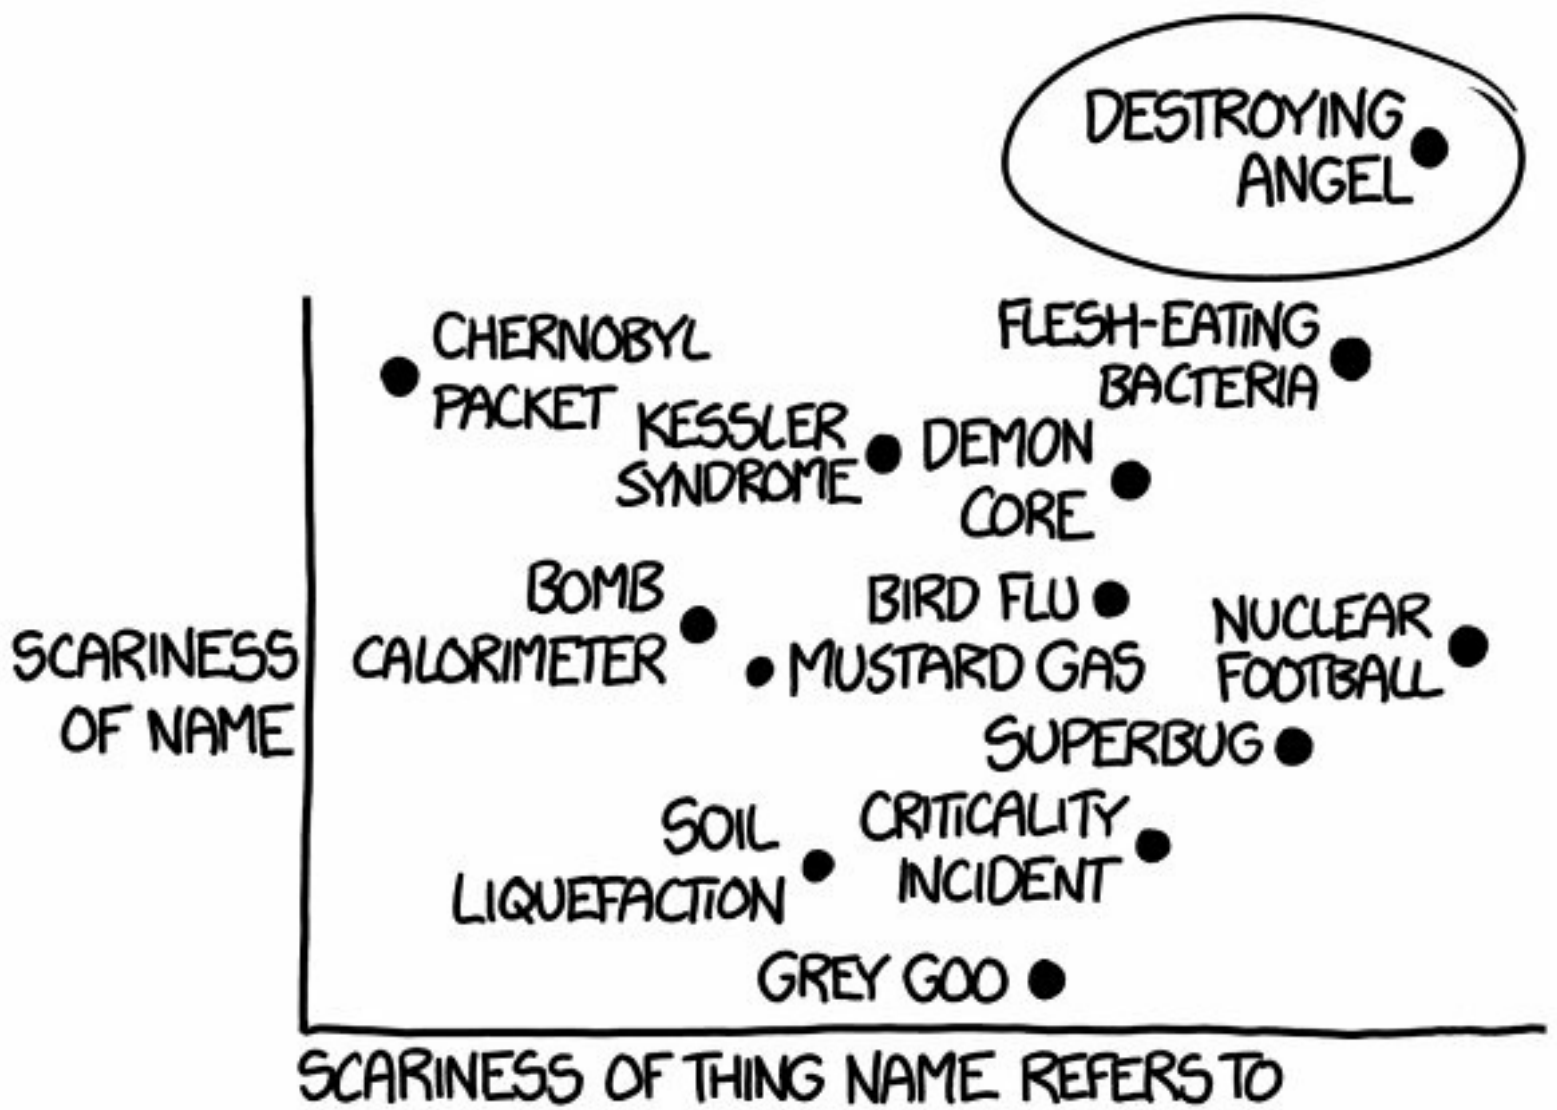 DESTROYING
ANGEL
CHERNOBYL
PACKET
FLESH-EATING
BACTERIA
KESSLER
SYNDROME
DEMON
CORE
BOMB
CALORIMETER
BIRD FLU
MUSTARD GAS
NUCLEAR
FOOTBALL
SCARINESS
OF NAME
SUPERBUG
SOIL
LIQUEFACTION
CRITICALITY
INCIDENT
GREY GOO
SCARINESS OF THING NAME REFERS TO